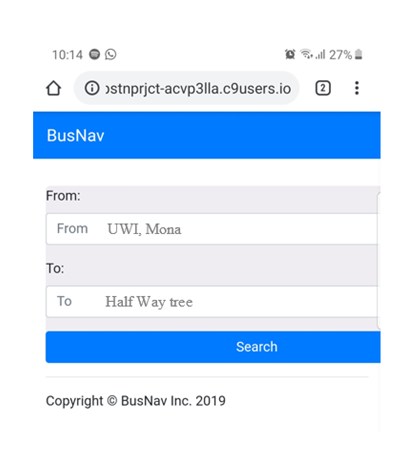 10:14 27%
ostnprjct-acvp3lla.c9users.io 2
BusNav
From:
From UWI, Mona
To:
To Half Way tree
Search
Copyright © BusNav Inc. 2019